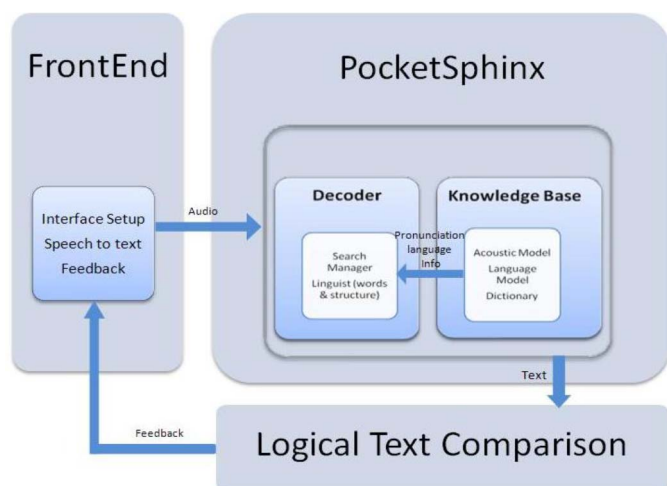 FrontEnd
Interface Setup
Speech to text
Feedback
Audio
PocketSphinx
Decoder
Search
Manager
Linguist (words
& structure)
Pronunciation
language
Info
Knowledge Base
Acoustic Model
Language
Model
Dictionary
Text
Feedback
Logical Text Comparison